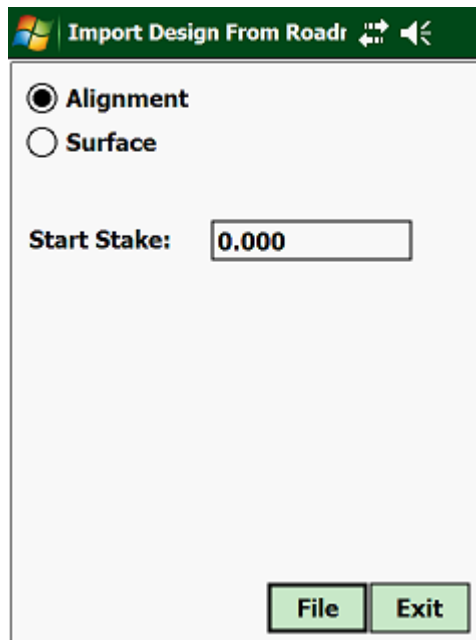 Import Design From Roadr
Alignment
Surface
Start Stake: 0.000
File Exit